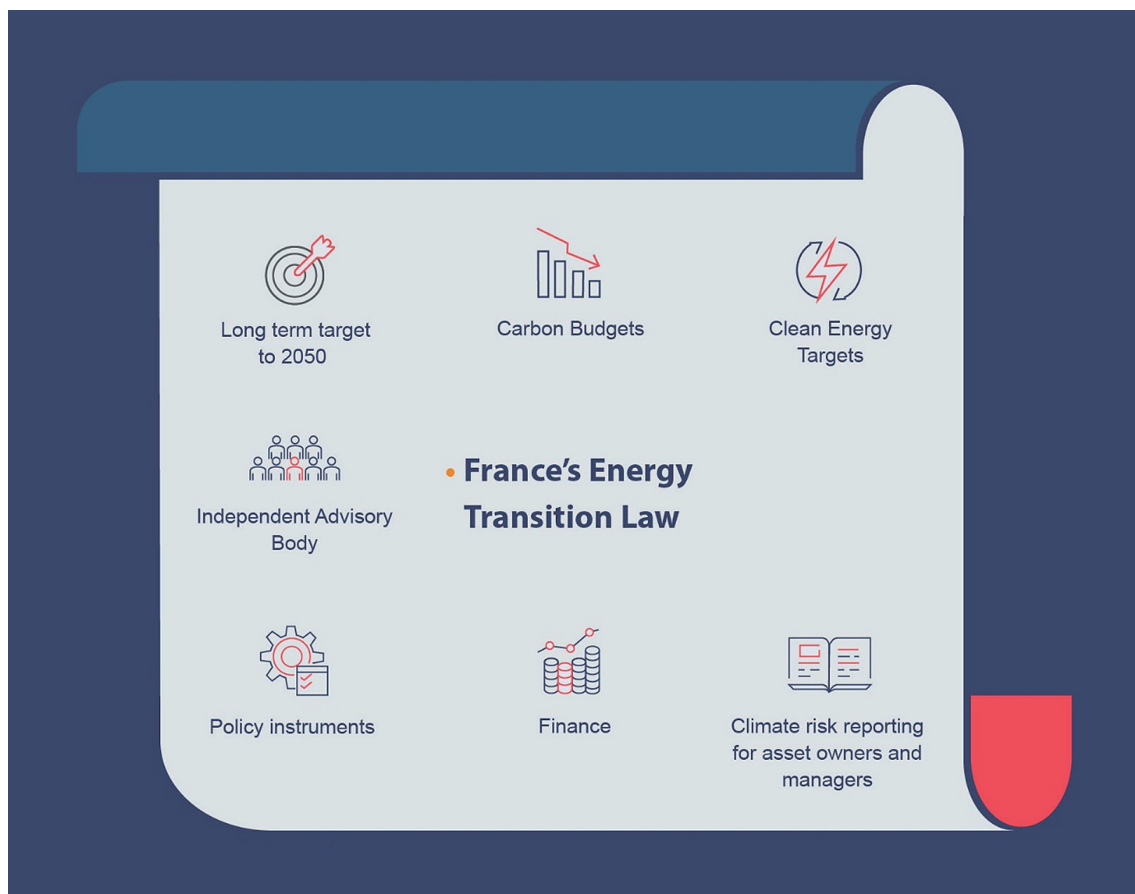 Long term target
to 2050
Carbon Budgets
Clean Energy
Targets
Independent Advisory
Body
• France’s Energy
Transition Law
Policy instruments
Finance
Climate risk reporting
for asset owners and
managers